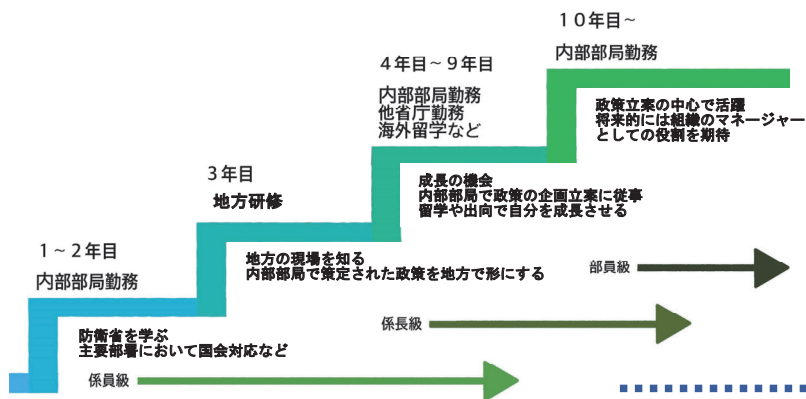 10年目～
内部部局勤務
政策立案の中心で活躍
将来的には組織のマネージャー
としての役割を期待
4年目～9年目
内部部局勤務
他省庁勤務
海外留学など
成長の機会
内部部局で政策の企画立案に従事
留学や出向で自分を成長させる
3年目
地方研修
地方の現場を知る
内部部局で策定された政策を地方で形にする
1～2年目
内部部局勤務
防衛省を学ぶ
主要部署において国会対応など
部員級
係長級
係員級